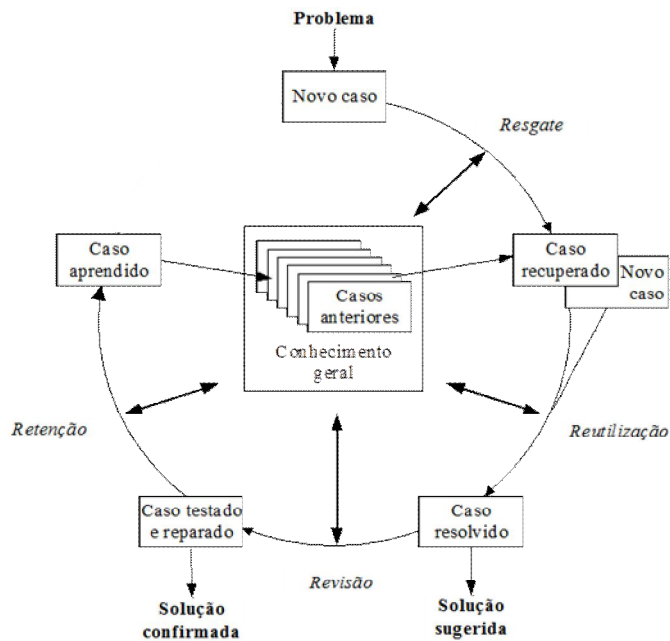 Problema
Novo caso
Resgate
Caso
recuperado
Novo
caso
Caso
aprendido
Casos
anteriores
Conhecimento
geral
Retenção
Reutilização
Caso testado
e reparado
Caso
resolvido
Revisão
Solução
confirmada
Solução
sugerida